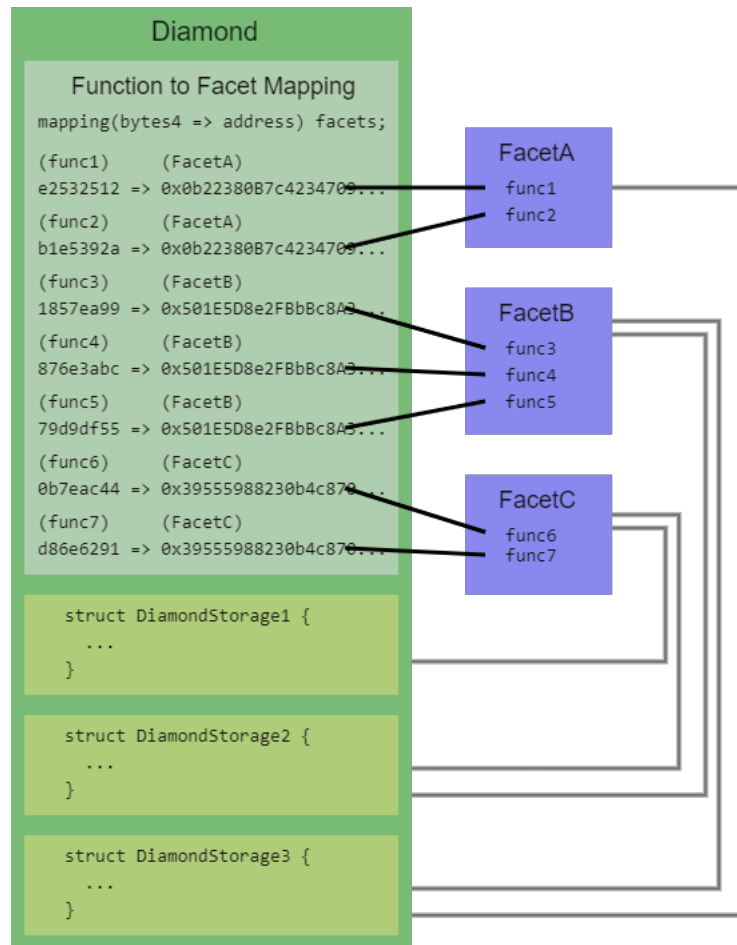 Diamond
Function to Facet Mapping
mapping(bytes4 => address) facets;
(func1) (FacetA)
e2532512 => 0x0b22380B7c4234709...
(func2) (FacetA)
b1e5392a => 0x0b22380B7c4234709...
(func3) (FacetB)
1857ea99 => 0x501E5D8e2FBbBc8A3...
(func4) (FacetB)
876e3abc => 0x501E5D8e2FBbBc8A3...
(func5) (FacetB)
79d9df55 => 0x501E5D8e2FBbBc8A3...
(func6) (FacetC)
0b7eac44 => 0x39555988230b4c870...
(func7) (FacetC)
d86e6291 => 0x39555988230b4c870...
struct DiamondStorage1 {
...
}
struct DiamondStorage2 {
...
}
struct DiamondStorage3 {
...
}
FacetA
func1
func2
FacetB
func3
func4
func5
FacetC
func6
func7